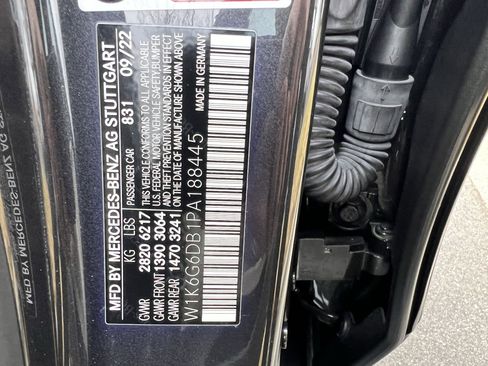 MFD BY MERCEDES-BENZ AG STUTTGART
PASSENGER CAR 831 09/22
KG LBS
GVWR 2820 6217
GAWR FRONT 1390 3064
GAWR REAR 1470 3241
THIS VEHICLE CONFORMS TO ALL APPLICABLE
U.S. FEDERAL MOTOR VEHICLE SAFETY, BUMPER
AND THEFT PREVENTION STANDARDS IN EFFECT
ON THE DATE OF MANUFACTURE SHOWN ABOVE
MADE IN GERMANY
W1K6G6DB1PA188445